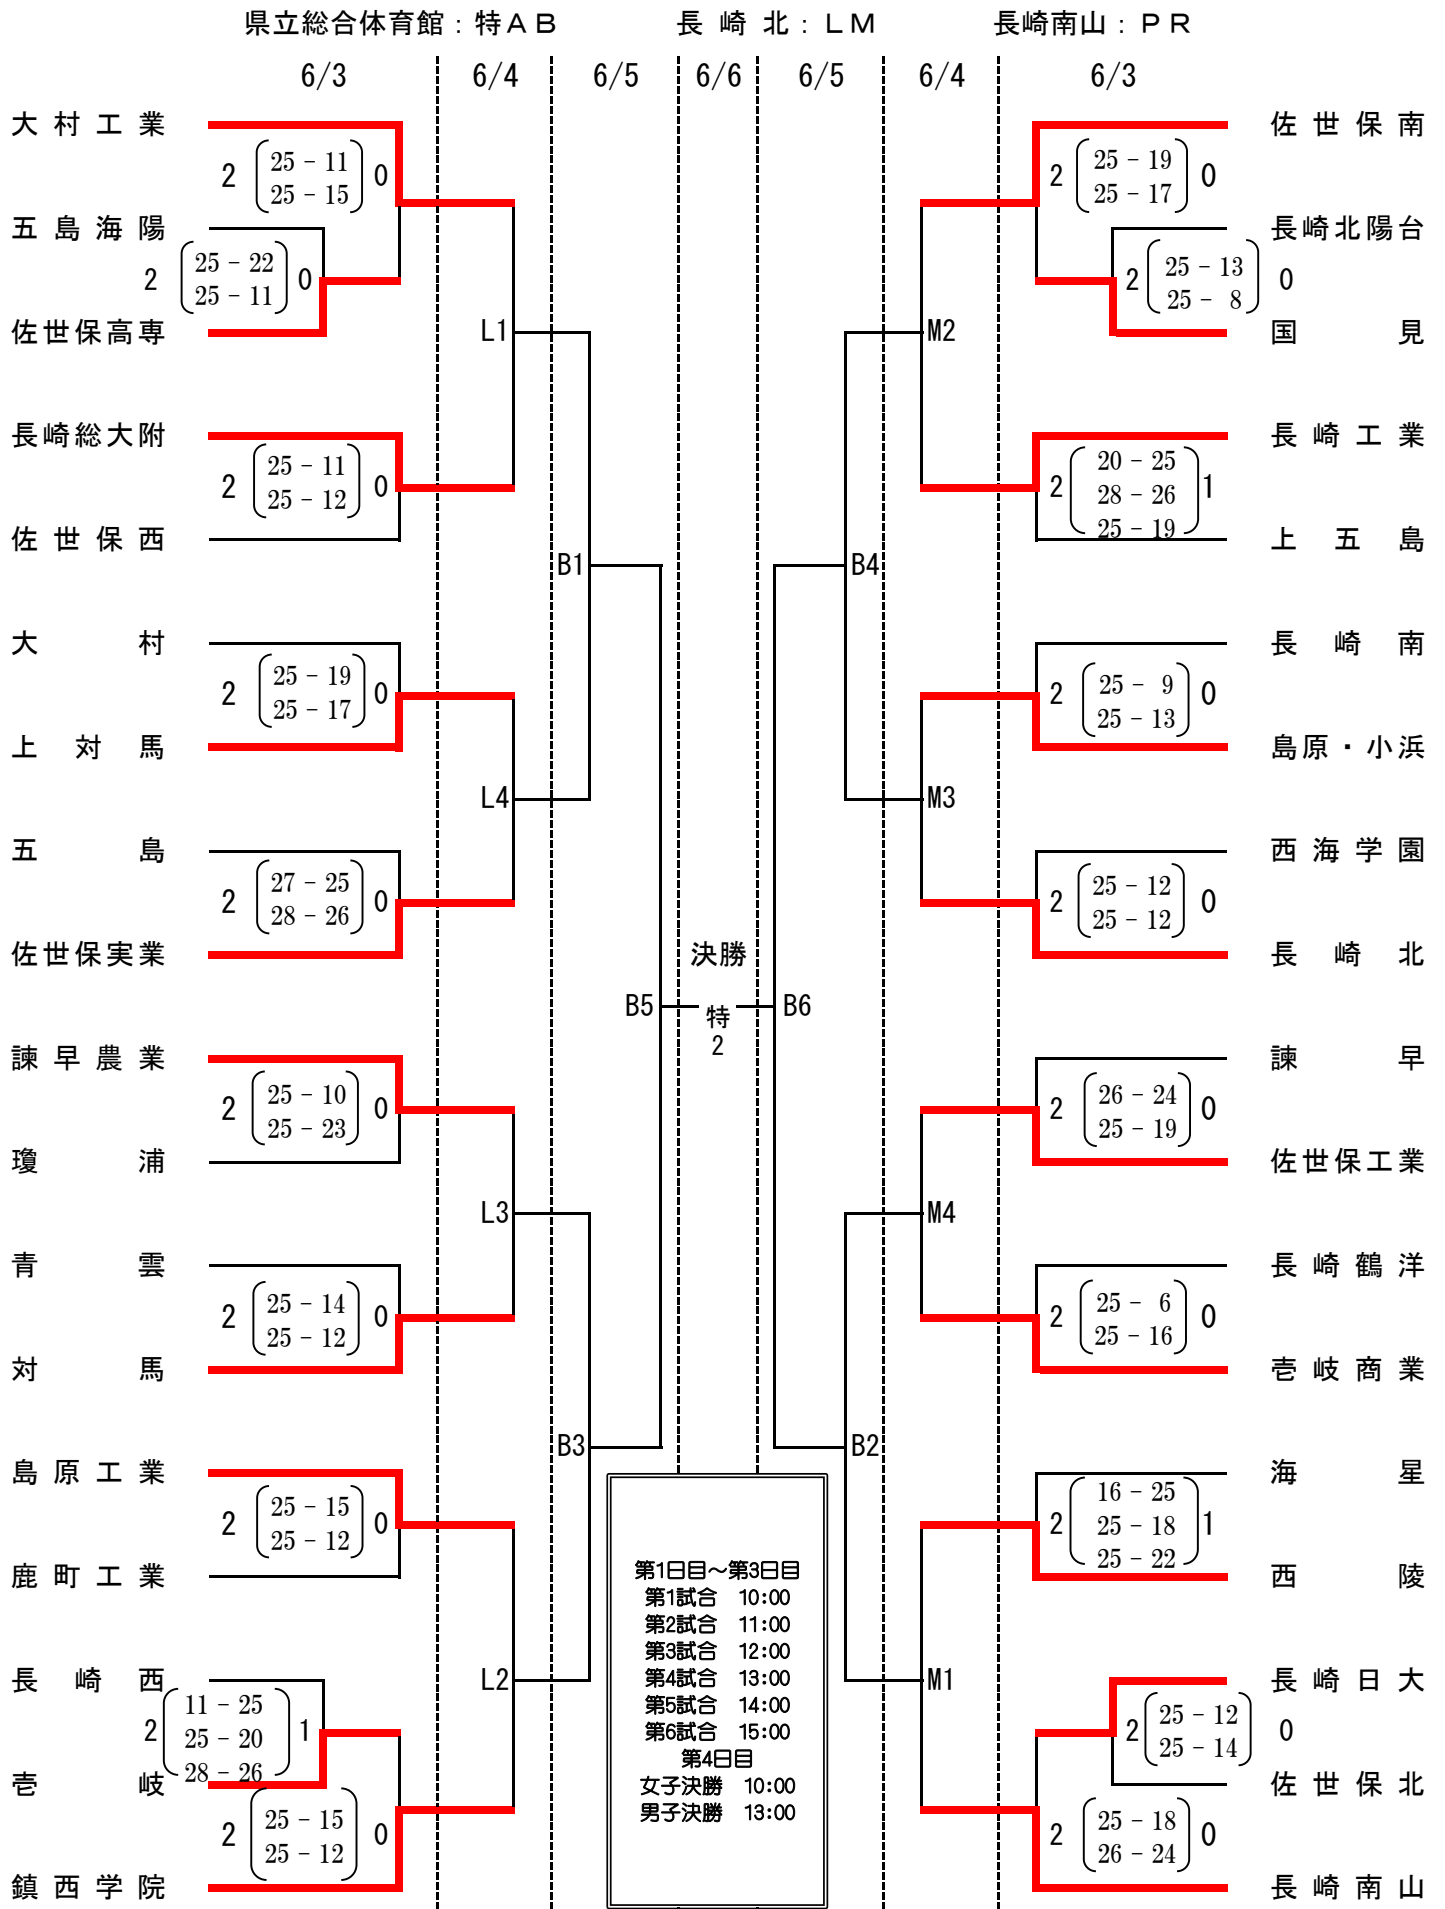 県立総合体育館：特ＡＢ 長崎北：ＬＭ 長崎南山：ＰＲ
6/3 6/4 6/5 6/6 6/5 6/4 6/3
大村工業
2 25－11 0
25－15
五島海陽
2 25－22 0
25－11
佐世保高専
L1
長崎総大附
2 25－11 0
25－12
佐世保西
B1
大村
2 25－19 0
25－17
上対馬
L4
五島
2 27－25 0
28－26
佐世保実業
B5
諫早農業
2 25－10 0
25－23
瓊浦
L3
青雲
2 25－14 0
25－12
対馬
B3
島原工業
2 25－15 0
25－12
鹿町工業
L2
長崎西
2 11－25 1
25－20
28－26
壱岐
2 25－15 0
25－12
鎮西学院
決勝
特
2
佐世保南
2 25－19 0
25－17
長崎北陽台
2 25－13 0
25－ 8
国見
M2
長崎工業
2 20－25 1
28－26
25－19
上五島
B4
長崎南
2 25－ 9 0
25－13
島原・小浜
M3
西海学園
2 25－12 0
25－12
長崎北
B6
諫早
2 26－24 0
25－19
佐世保工業
M4
長崎鶴洋
2 25－ 6 0
25－16
壱岐商業
B2
海星
2 16－25 1
25－18
25－22
西陵
M1
長崎日大
2 25－12 0
25－14
佐世保北
2 25－18 0
26－24
長崎南山
第1日目～第3日目
第1試合 10:00
第2試合 11:00
第3試合 12:00
第4試合 13:00
第5試合 14:00
第6試合 15:00
第4日目
女子決勝 10:00
男子決勝 13:00